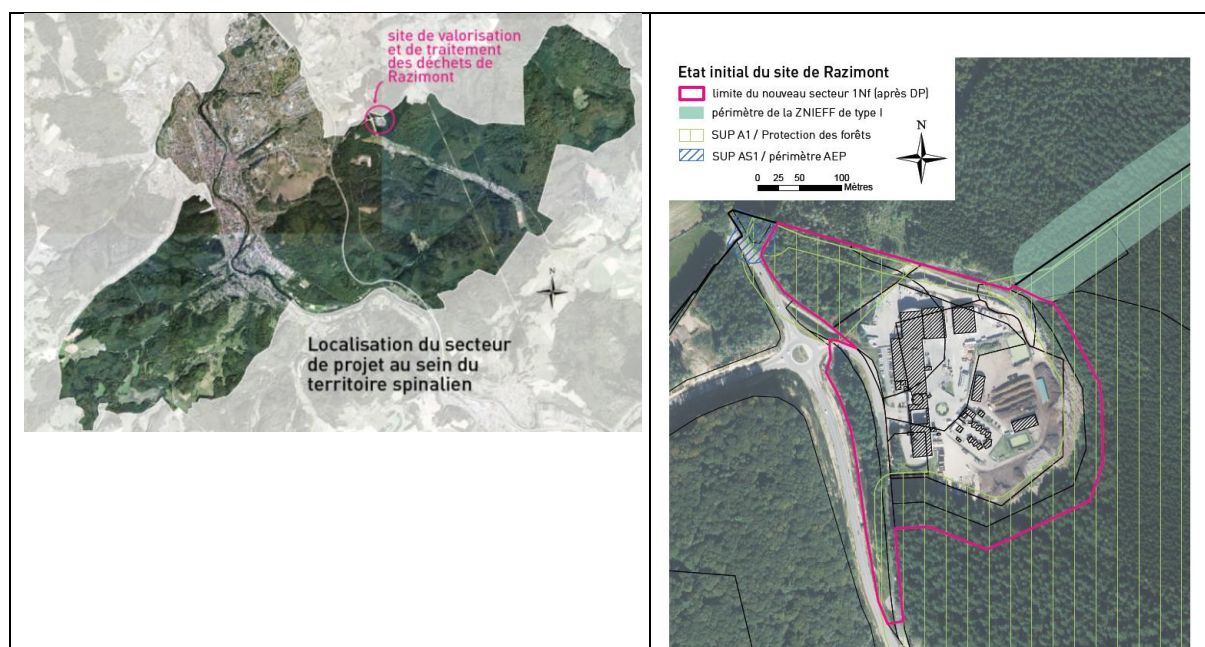 site de valorisation
et de traitement
des déchets de
Razimont
N
Localisation du secteur
de projet au sein du
territoire spinalien
Etat initial du site de Razimont
limite du nouveau secteur 1Nf (après DP)
périmètre de la ZNIEFF de type I
SUP A1 / Protection des forêts
SUP AS1 / périmètre AEP
N
0 25 50 100
Mètres